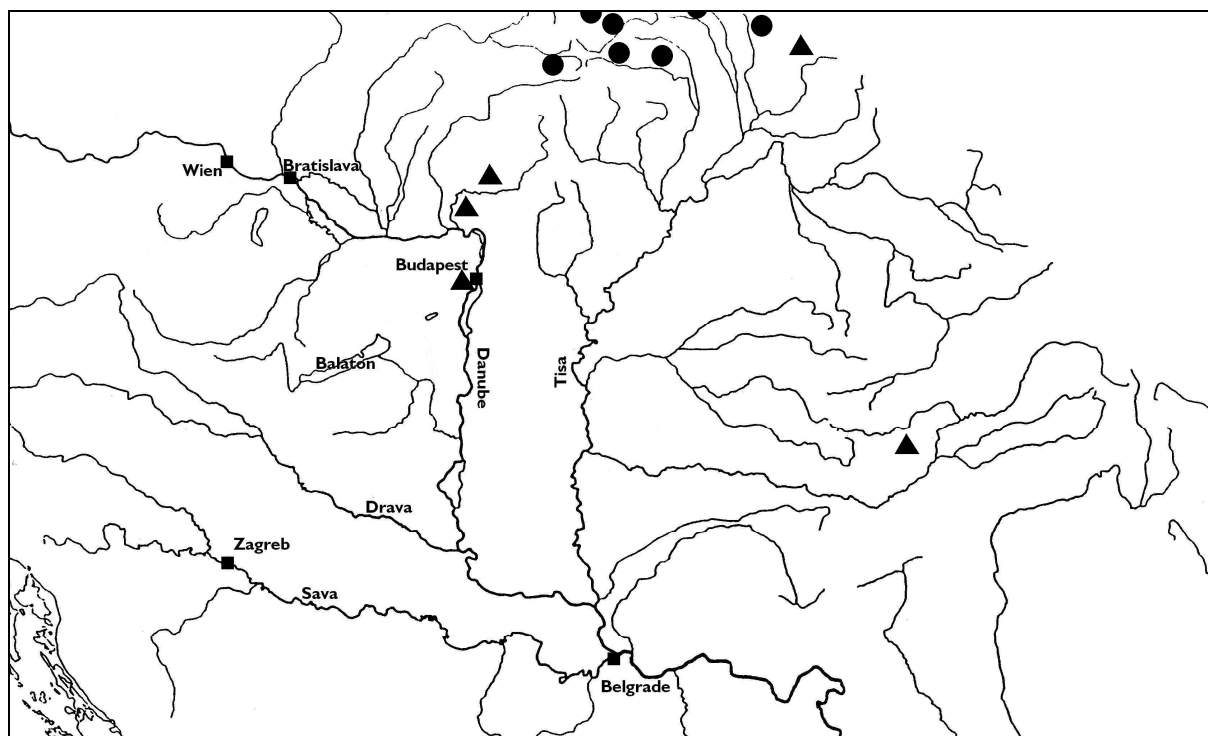 Wien
Bratislava
Budapest
Balaton
Danube
Tisa
Drava
Zagreb
Sava
Belgrade